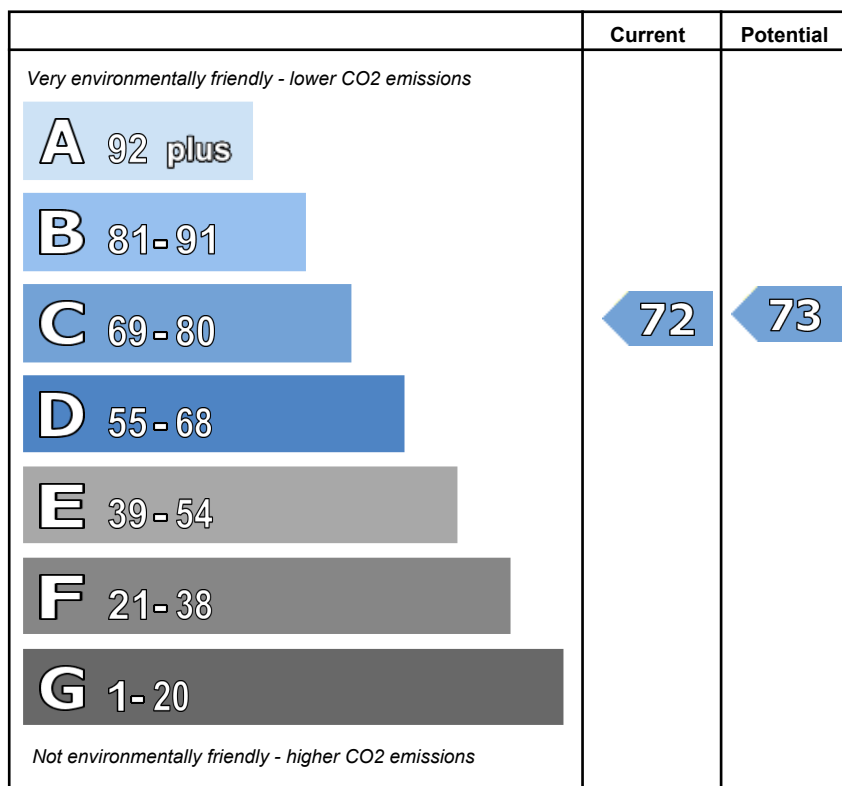 Current Potential
Very environmentally friendly - lower CO2 emissions
A 92 plus
B 81-91
C 69-80 72 73
D 55-68
E 39-54
F 21-38
G 1-20
Not environmentally friendly - higher CO2 emissions